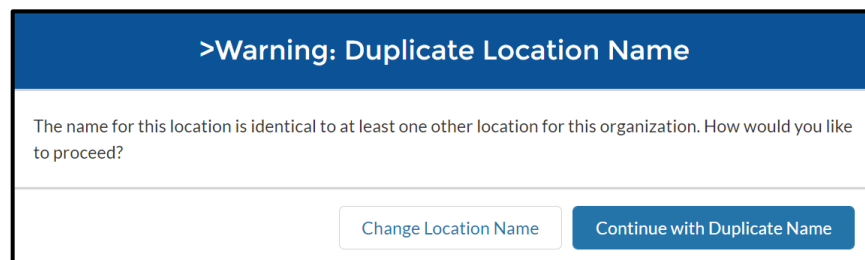 >Warning: Duplicate Location Name
The name for this location is identical to at least one other location for this organization. How would you like
to proceed?
Change Location Name
Continue with Duplicate Name